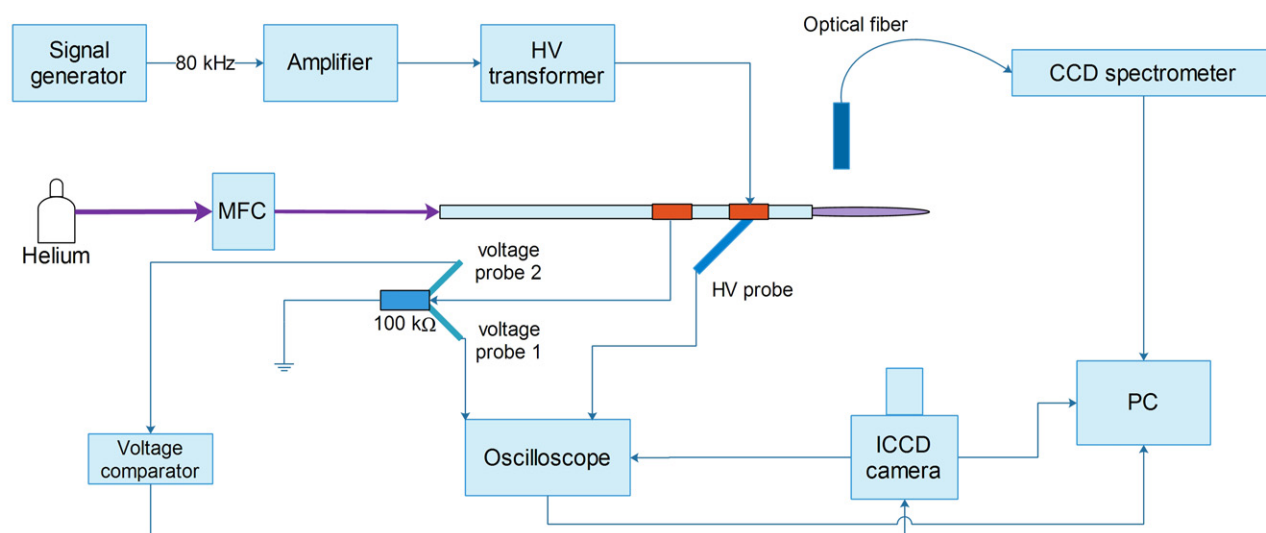 Optical fiber
Signal
generator
80 kHz
Amplifier
HV
transformer
CCD spectrometer
MFC
Helium
voltage
probe 2
HV probe
100 kΩ
voltage
probe 1
PC
Voltage
comparator
Oscilloscope
ICCD
camera